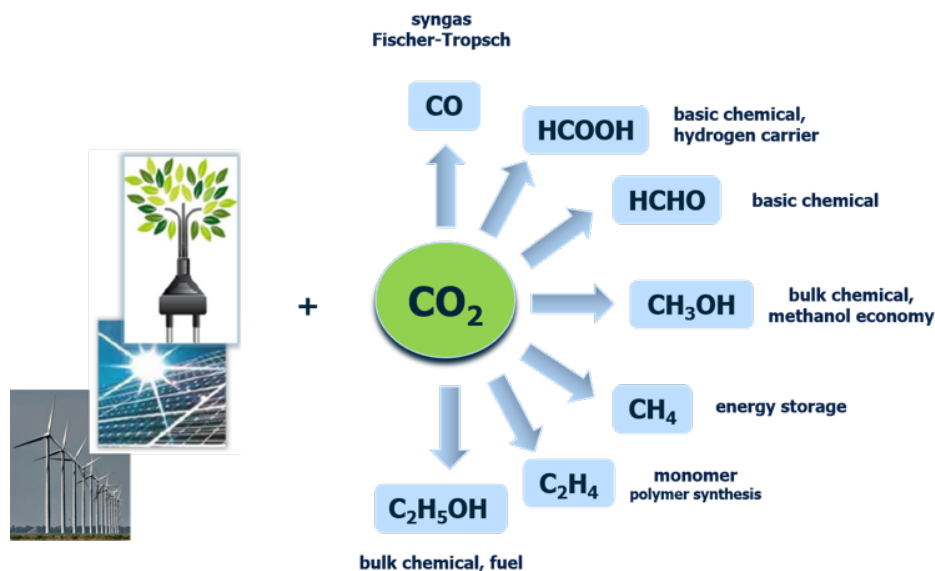 syngas
Fischer-Tropsch
CO
HCOOH
basic chemical,
hydrogen carrier
HCHO
basic chemical
+
CO₂
CH₃OH
bulk chemical,
methanol economy
CH₄
energy storage
C₂H₄
monomer
polymer synthesis
C₂H₅OH
bulk chemical, fuel